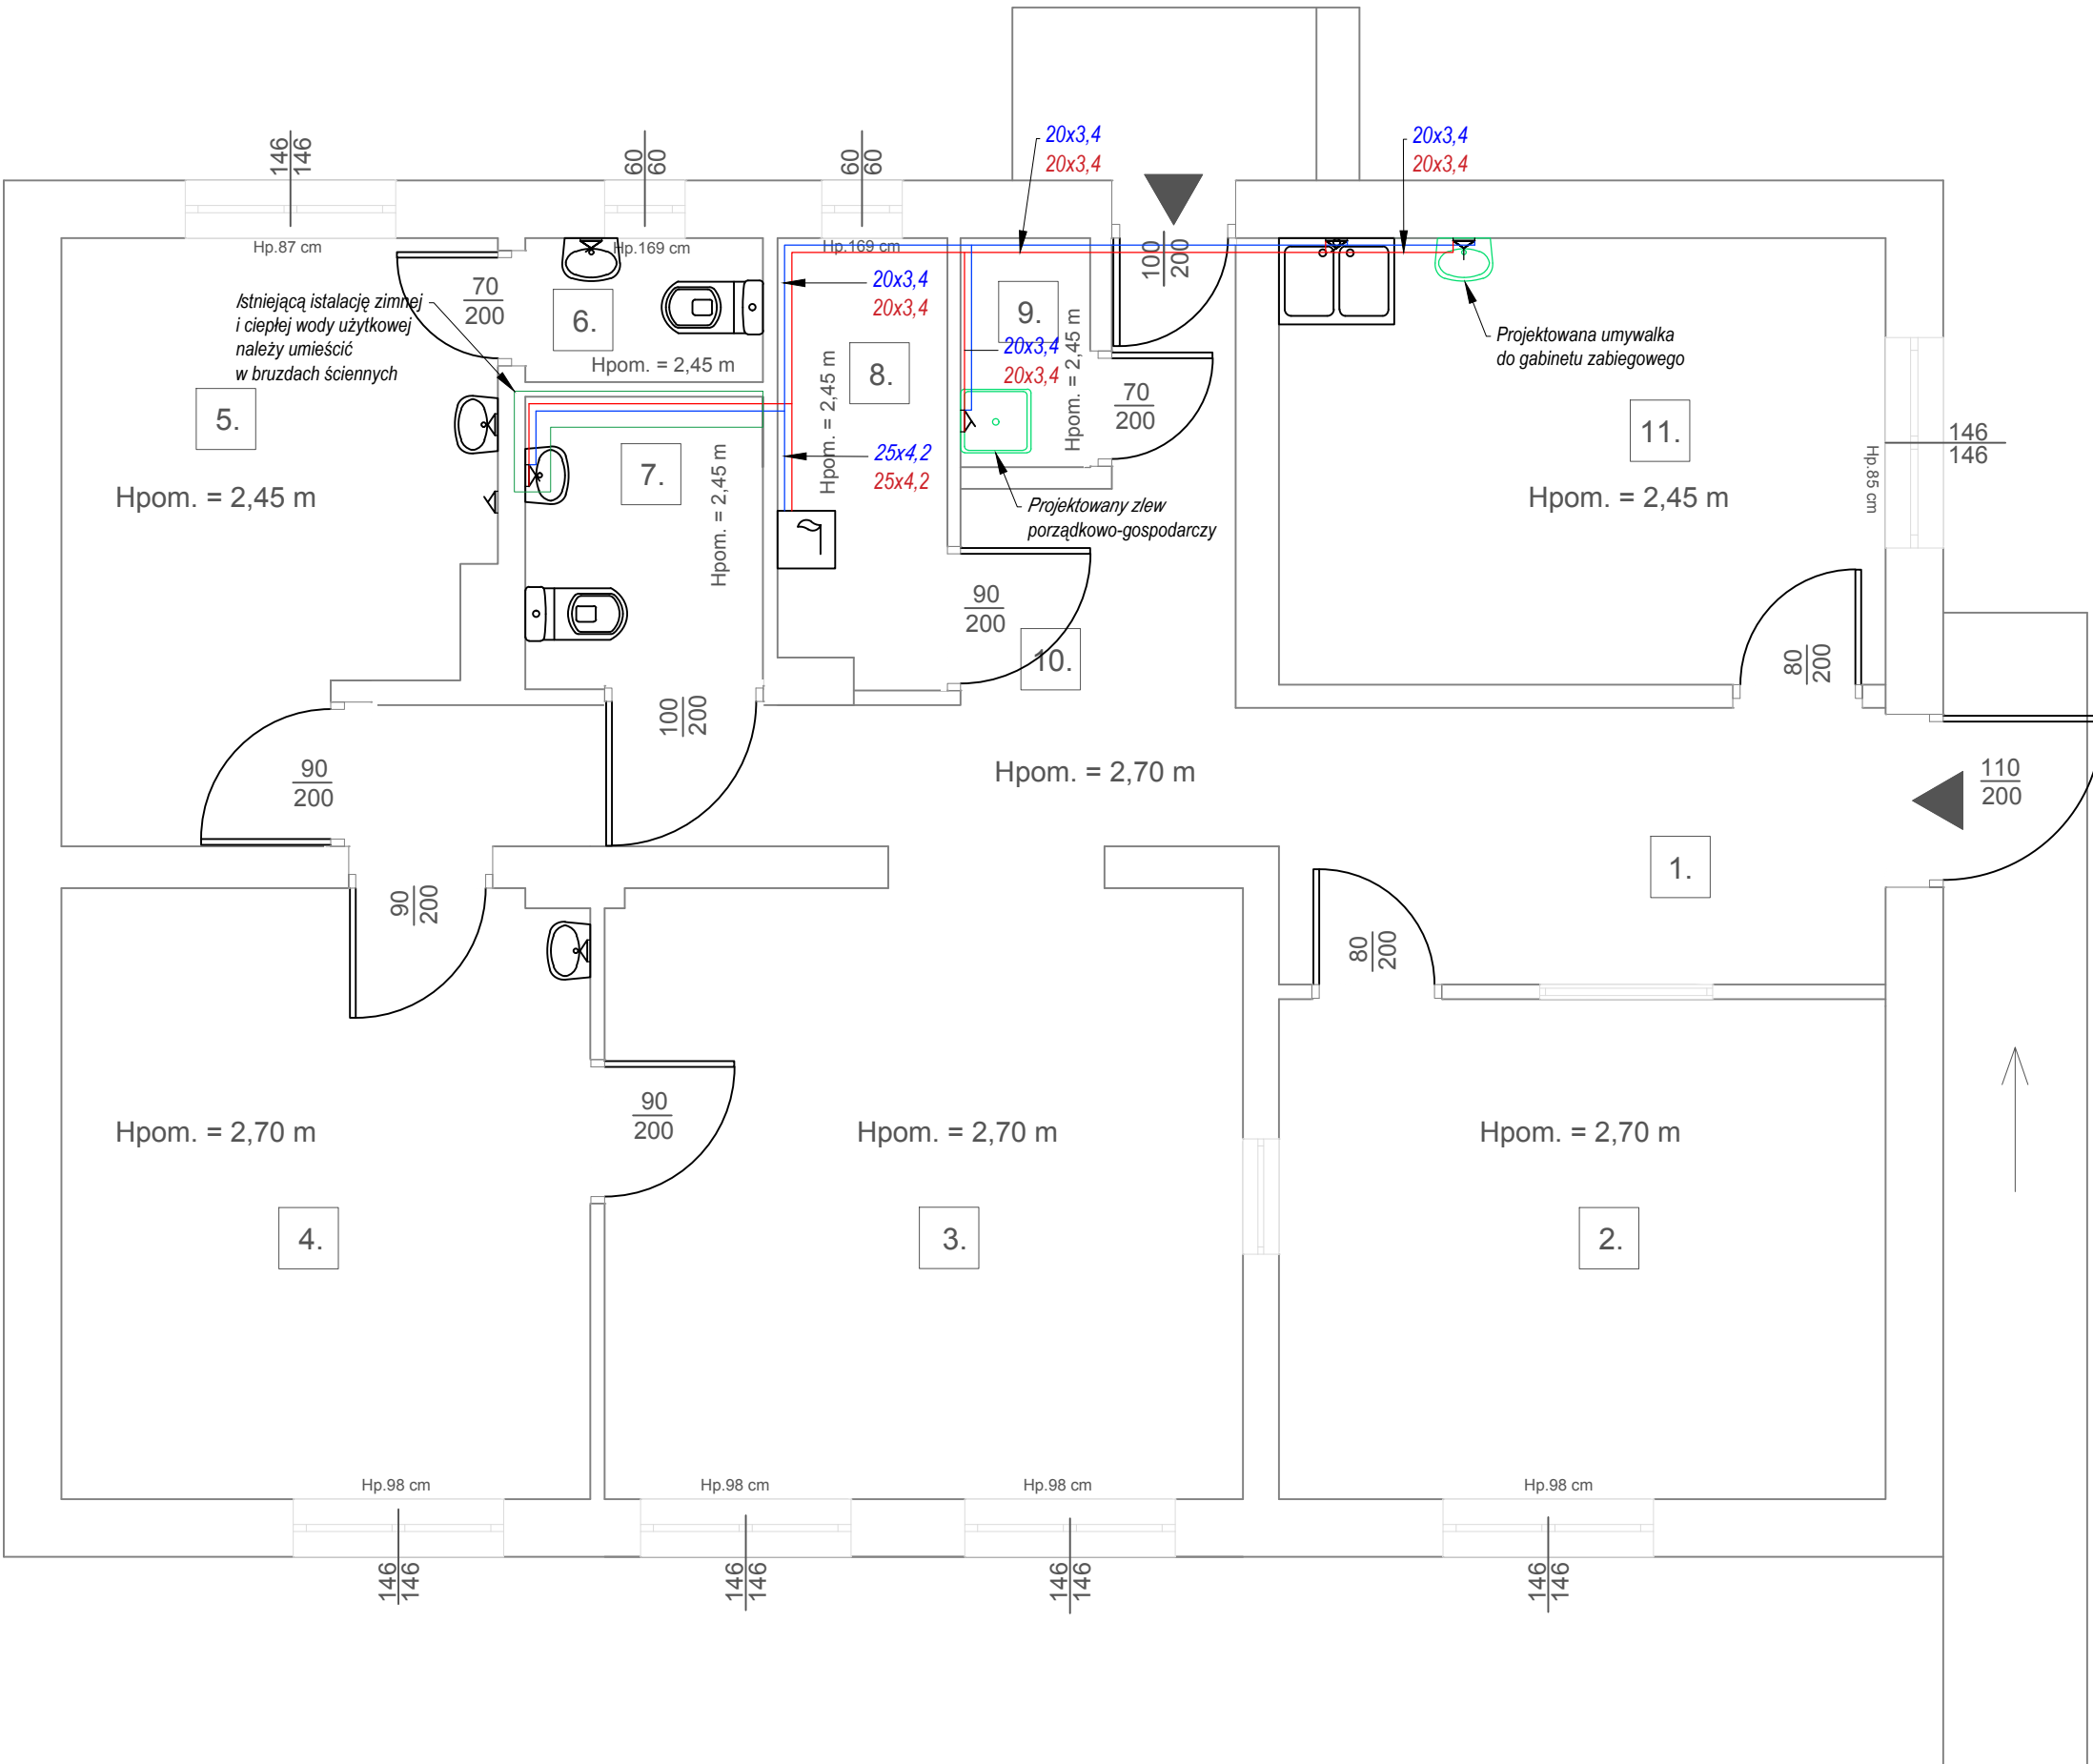 146
146
60
60
60
60
20x3,4
20x3,4
20x3,4
20x3,4
Hp.87 cm
Hp.169 cm
Hp.169 cm
100
200
Istniejącą istalację zimnej
i ciepłej wody użytkowej
należy umieścić
w bruzdach ściennych
70
200
6.
Hpom. = 2,45 m
20x3,4
20x3,4
8.
Hpom. = 2,45 m
9.
Hpom. = 2,45 m
20x3,4
20x3,4
70
200
Projektowana umywalka
do gabinetu zabiegowego
5.
Hpom. = 2,45 m
7.
Hpom. = 2,45 m
25x4,2
25x4,2
Projektowany zlew
porządkowo-gospodarczy
11.
Hpom. = 2,45 m
Hp.85 cm
146
146
90
200
10.
80
200
100
200
90
200
Hpom. = 2,70 m
110
200
1.
90
200
80
200
90
200
Hpom. = 2,70 m
Hpom. = 2,70 m
Hpom. = 2,70 m
4.
3.
2.
Hp.98 cm
Hp.98 cm
Hp.98 cm
Hp.98 cm
146
146
146
146
146
146
146
146